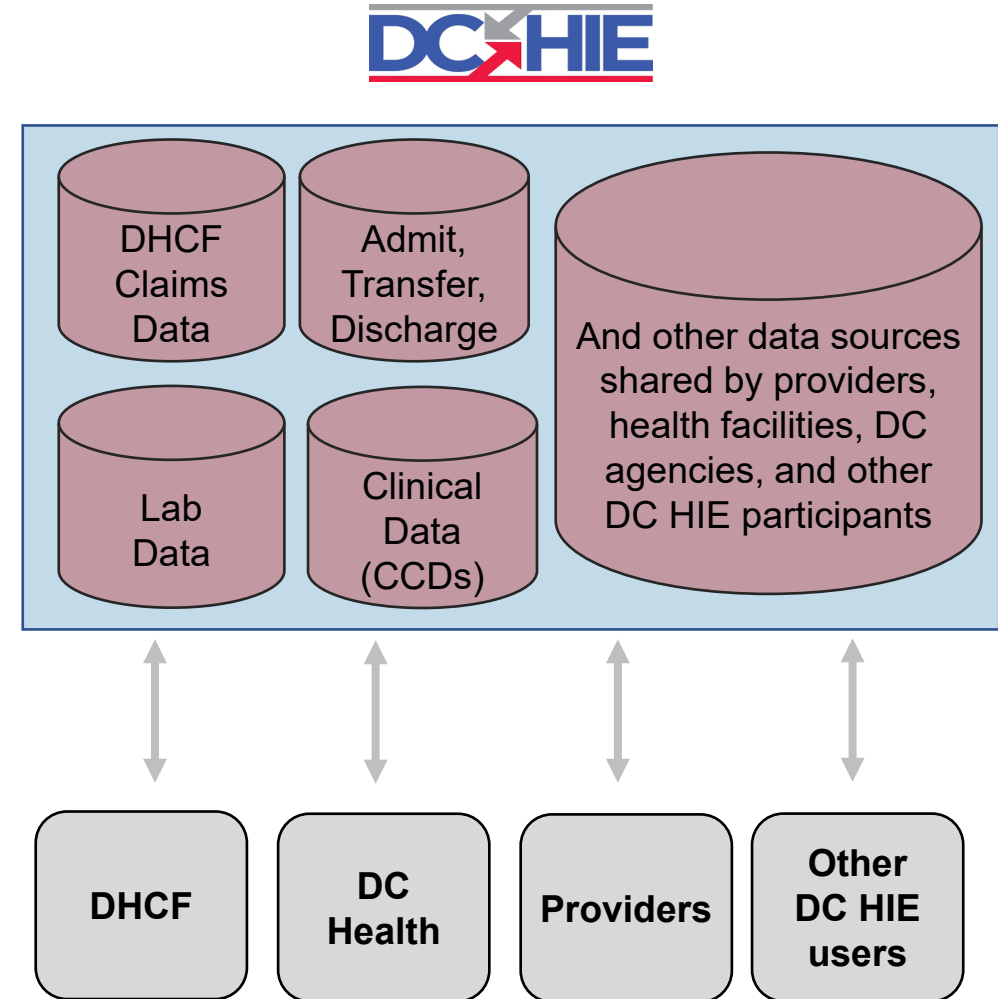 DC HIE
DHCF
Claims
Data
Admit,
Transfer,
Discharge
And other data sources
shared by providers,
health facilities, DC
agencies, and other
DC HIE participants
Lab
Data
Clinical
Data
(CCDs)
DHCF
DC
Health
Providers
Other
DC HIE
users